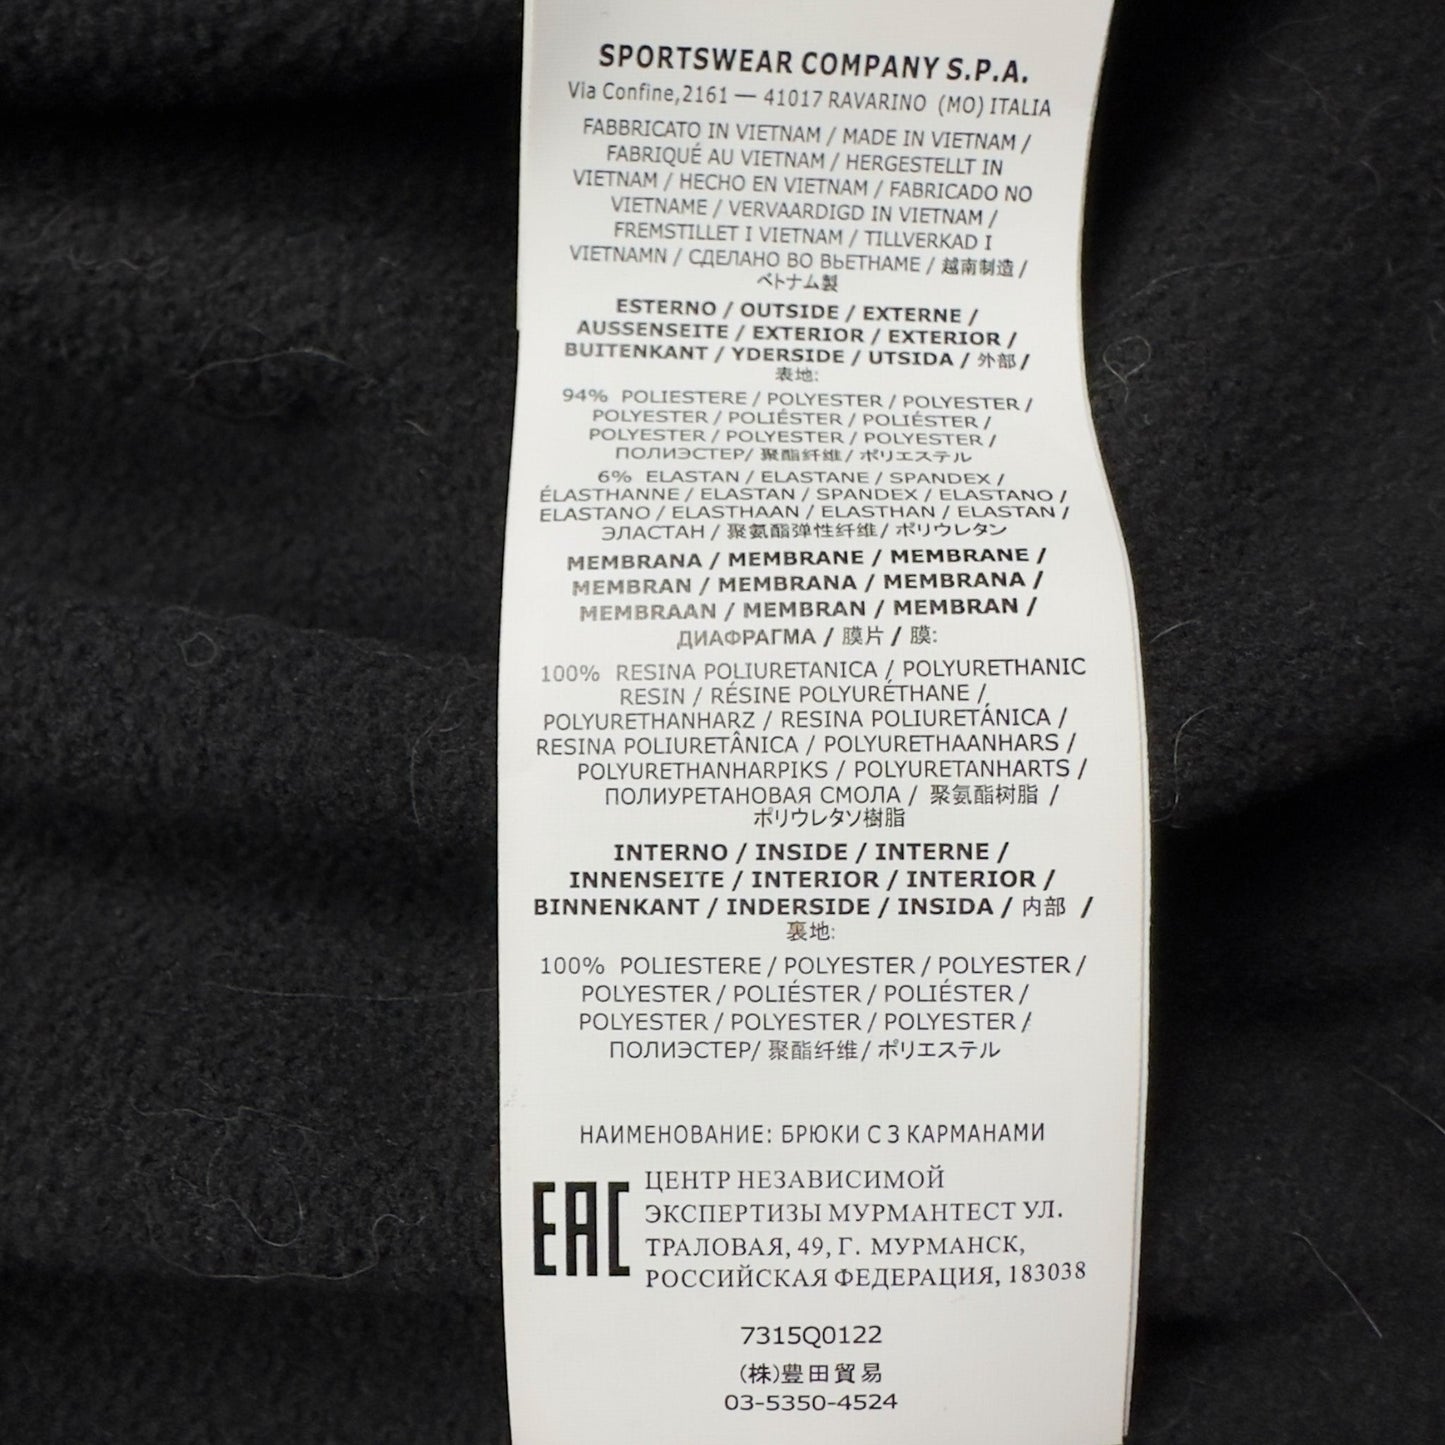 SPORTSWEAR COMPANY S.P.A.
Via Confine,2161 — 41017 RAVARINO (MO) ITALIA
FABBRICATO IN VIETNAM / MADE IN VIETNAM /
FABRIQUÉ AU VIETNAM / HERGESTELLT IN
VIETNAM / HECHO EN VIETNAM / FABRICADO NO
VIETNAME / VERVAARDIGD IN VIETNAM /
FREMSTILLET I VIETNAM / TILLVERKAD I
VIETNAMN / СДЕЛАНО ВО ВЬЕТНАМЕ / 越南制造 /
ベトナム製
ESTERNO / OUTSIDE / EXTERNE /
AUSSENSEITE / EXTERIOR / EXTERIOR /
BUITENKANT / YDERSIDE / UTSIDA / 外部 /
表地:
94% POLIESTERE / POLYESTER / POLYESTER /
POLYESTER / POLIÉSTER / POLIÉSTER /
POLYESTER / POLYESTER / POLYESTER /
ПОЛИЭСТЕР/ 聚酯纤维/ ポリエステル
6% ELASTAN / ELASTANE / SPANDEX /
ÉLASTHANNE / ELASTAN / SPANDEX / ELASTANO /
ELASTANO / ELASTHAAN / ELASTHAN / ELASTAN /
ЭЛАСТАН / 聚氨酯弹性纤维/ ポリウレタン
MEMBRANA / MEMBRANE / MEMBRANE /
MEMBRAN / MEMBRANA / MEMBRANA /
MEMBRAAN / MEMBRAN / MEMBRAN /
ДИАФРАГМА / 膜片 / 膜:
100% RESINA POLIURETANICA / POLYURETHANIC
RESIN / RÉSINE POLYURÉTHANE /
POLYURETHANHARZ / RESINA POLIURETÁNICA /
RESINA POLIURETÂNICA / POLYURETHAANHARS /
POLYURETHANHARPIKS / POLYURETANHARTS /
ПОЛИУРЕТАНОВАЯ СМОЛА / 聚氨酯树脂 /
ポリウレタソ樹脂
INTERNO / INSIDE / INTERNE /
INNENSEITE / INTERIOR / INTERIOR /
BINNENKANT / INDERSIDE / INSIDA / 内部 /
裏地:
100% POLIESTERE / POLYESTER / POLYESTER /
POLYESTER / POLIÉSTER / POLIÉSTER /
POLYESTER / POLYESTER / POLYESTER /
ПОЛИЭСТЕР/ 聚酯纤维/ ポリエステル
НАИМЕНОВАНИЕ: БРЮКИ С 3 КАРМАНАМИ
EAC
ЦЕНТР НЕЗАВИСИМОЙ
ЭКСПЕРТИЗЫ МУРМАНТЕСТ УЛ.
ТРАЛОВАЯ, 49, Г. МУРМАНСК,
РОССИЙСКАЯ ФЕДЕРАЦИЯ, 183038
7315Q0122
(株)豊田貿易
03-5350-4524